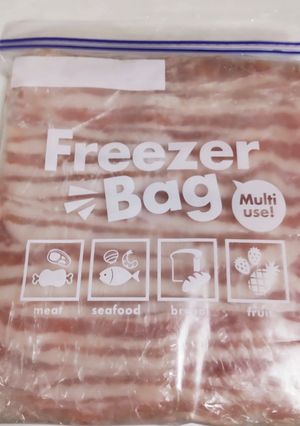 Freezer
Bag
Multi
use!
meat seafood bread fruit